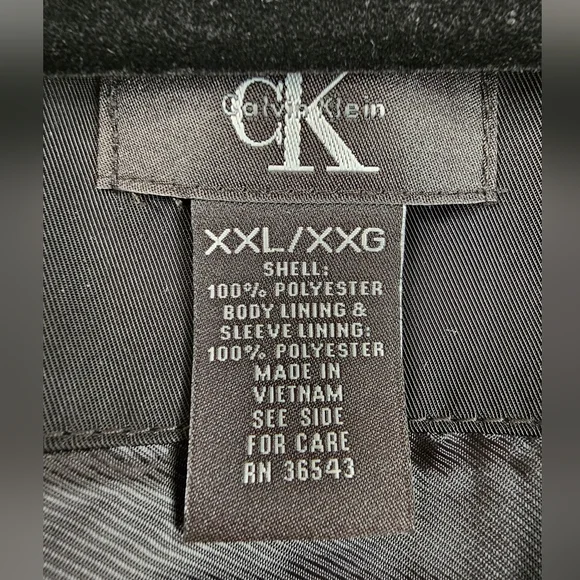 CK
Calvin Klein
XXL/XXG
SHELL:
100% POLYESTER
BODY LINING &
SLEEVE LINING:
100% POLYESTER
MADE IN
VIETNAM
SEE SIDE
FOR CARE
RN 36543